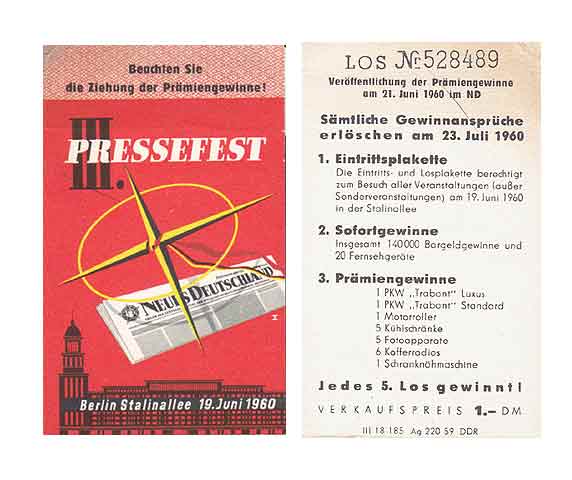 Beachten Sie
die Ziehung der Prämiengewinne!
III.
PRESSEFEST
NEUES DEUTSCHLAND
Berlin Stalinallee 19. Juni 1960
LOS № 528489
Veröffentlichung der Prämiengewinne
am 21. Juni 1960 im ND
Sämtliche Gewinnansprüche
erlöschen am 23. Juli 1960
1. Eintrittsplakette
Die Eintritts- und Losplakette berechtigt
zum Besuch aller Veranstaltungen (außer
Sonderveranstaltungen) am 19. Juni 1960
in der Stalinallee
2. Sofortgewinne
Insgesamt 140000 Bargeldgewinne und
20 Fernsehgeräte
3. Prämiengewinne
1 PKW „Trabant" Luxus
1 PKW „Trabant" Standard
1 Motorroller
5 Kühlschränke
5 Fotoapparate
6 Kofferradios
1 Schranknähmaschine
Jedes 5. Los gewinnt!
VERKAUFSPREIS 1.– DM
III 18 185 Ag 220 59 DDR